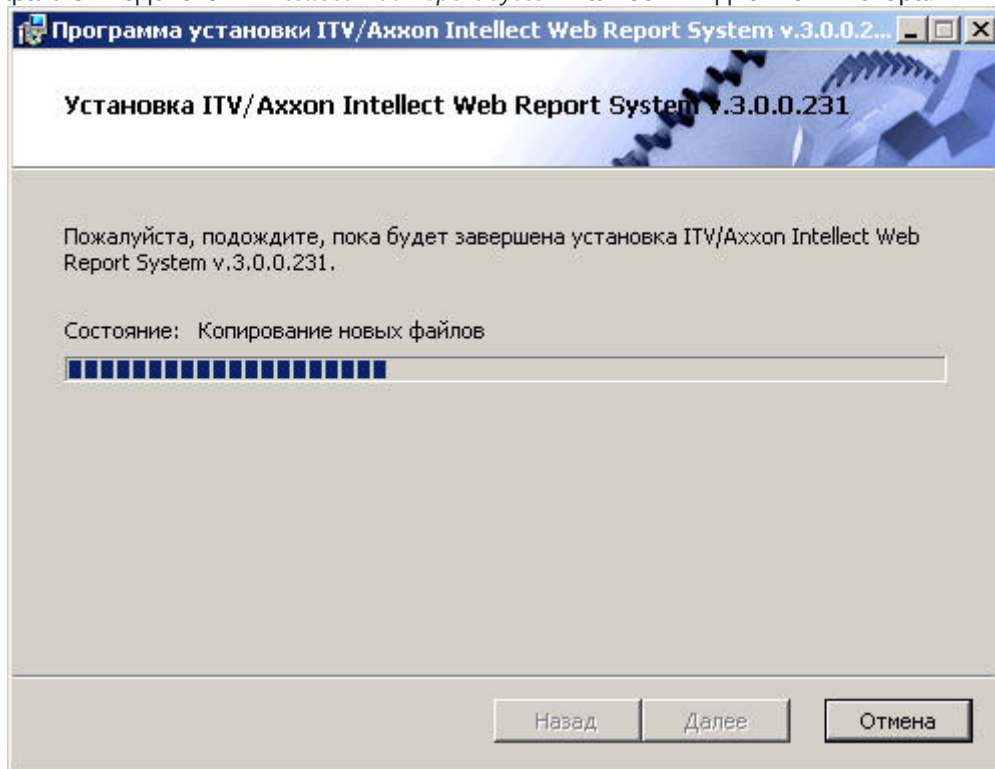 Программа установки ITV/Axxon Intellect Web Report System v.3.0.0.2...
Установка ITV/Axxon Intellect Web Report System v.3.0.0.231
Пожалуйста, подождите, пока будет завершена установка ITV/Axxon Intellect Web
Report System v.3.0.0.231.
Состояние: Копирование новых файлов
Назад Далее Отмена